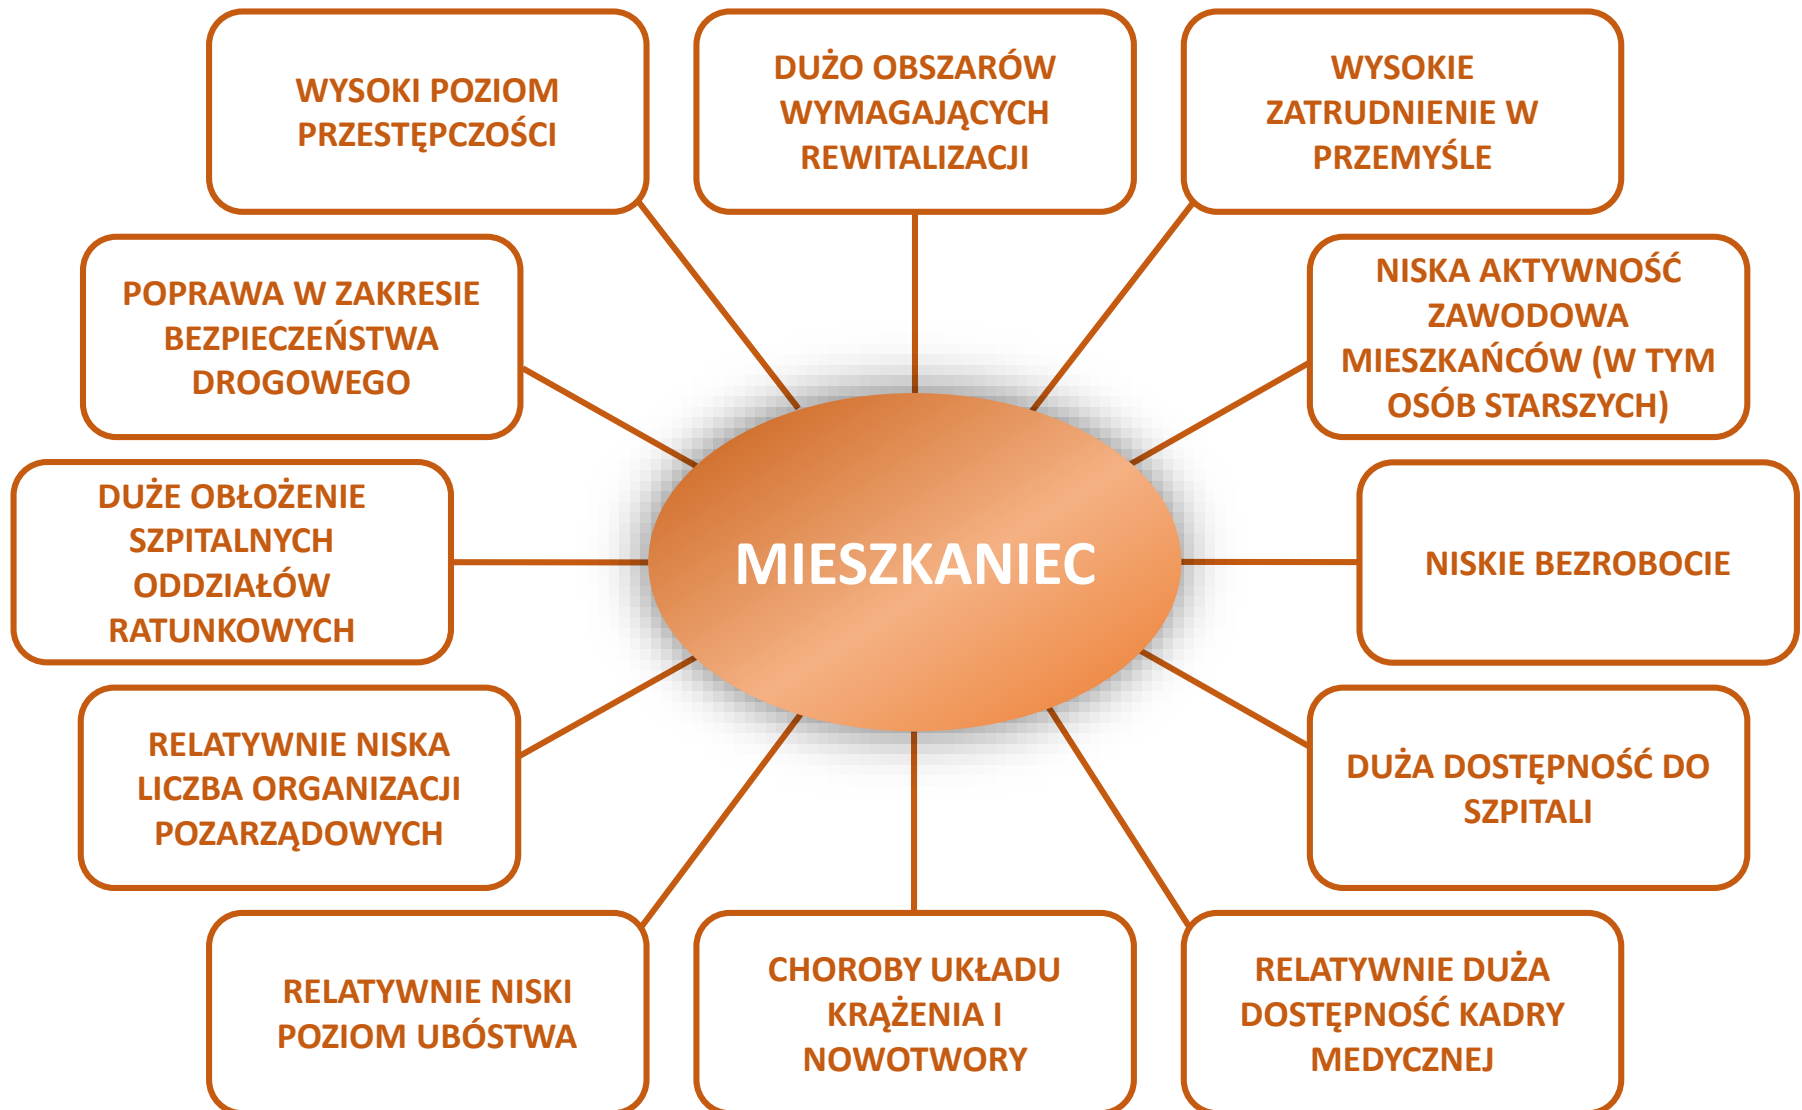 WYSOKI POZIOM
PRZESTĘPCZOŚCI
DUŻO OBSZARÓW
WYMAGAJĄCYCH
REWITALIZACJI
WYSOKIE
ZATRUDNIENIE W
PRZEMYŚLE
POPRAWA W ZAKRESIE
BEZPIECZEŃSTWA
DROGOWEGO
NISKA AKTYWNOŚĆ
ZAWODOWA
MIESZKAŃCÓW (W TYM
OSÓB STARSZYCH)
DUŻE OBŁOŻENIE
SZPITALNYCH
ODDZIAŁÓW
RATUNKOWYCH
MIESZKANIEC
NISKIE BEZROBOCIE
RELATYWNIE NISKA
LICZBA ORGANIZACJI
POZARZĄDOWYCH
DUŻA DOSTĘPNOŚĆ DO
SZPITALI
RELATYWNIE NISKI
POZIOM UBÓSTWA
CHOROBY UKŁADU
KRĄŻENIA I
NOWOTWORY
RELATYWNIE DUŻA
DOSTĘPNOŚĆ KADRY
MEDYCZNEJ